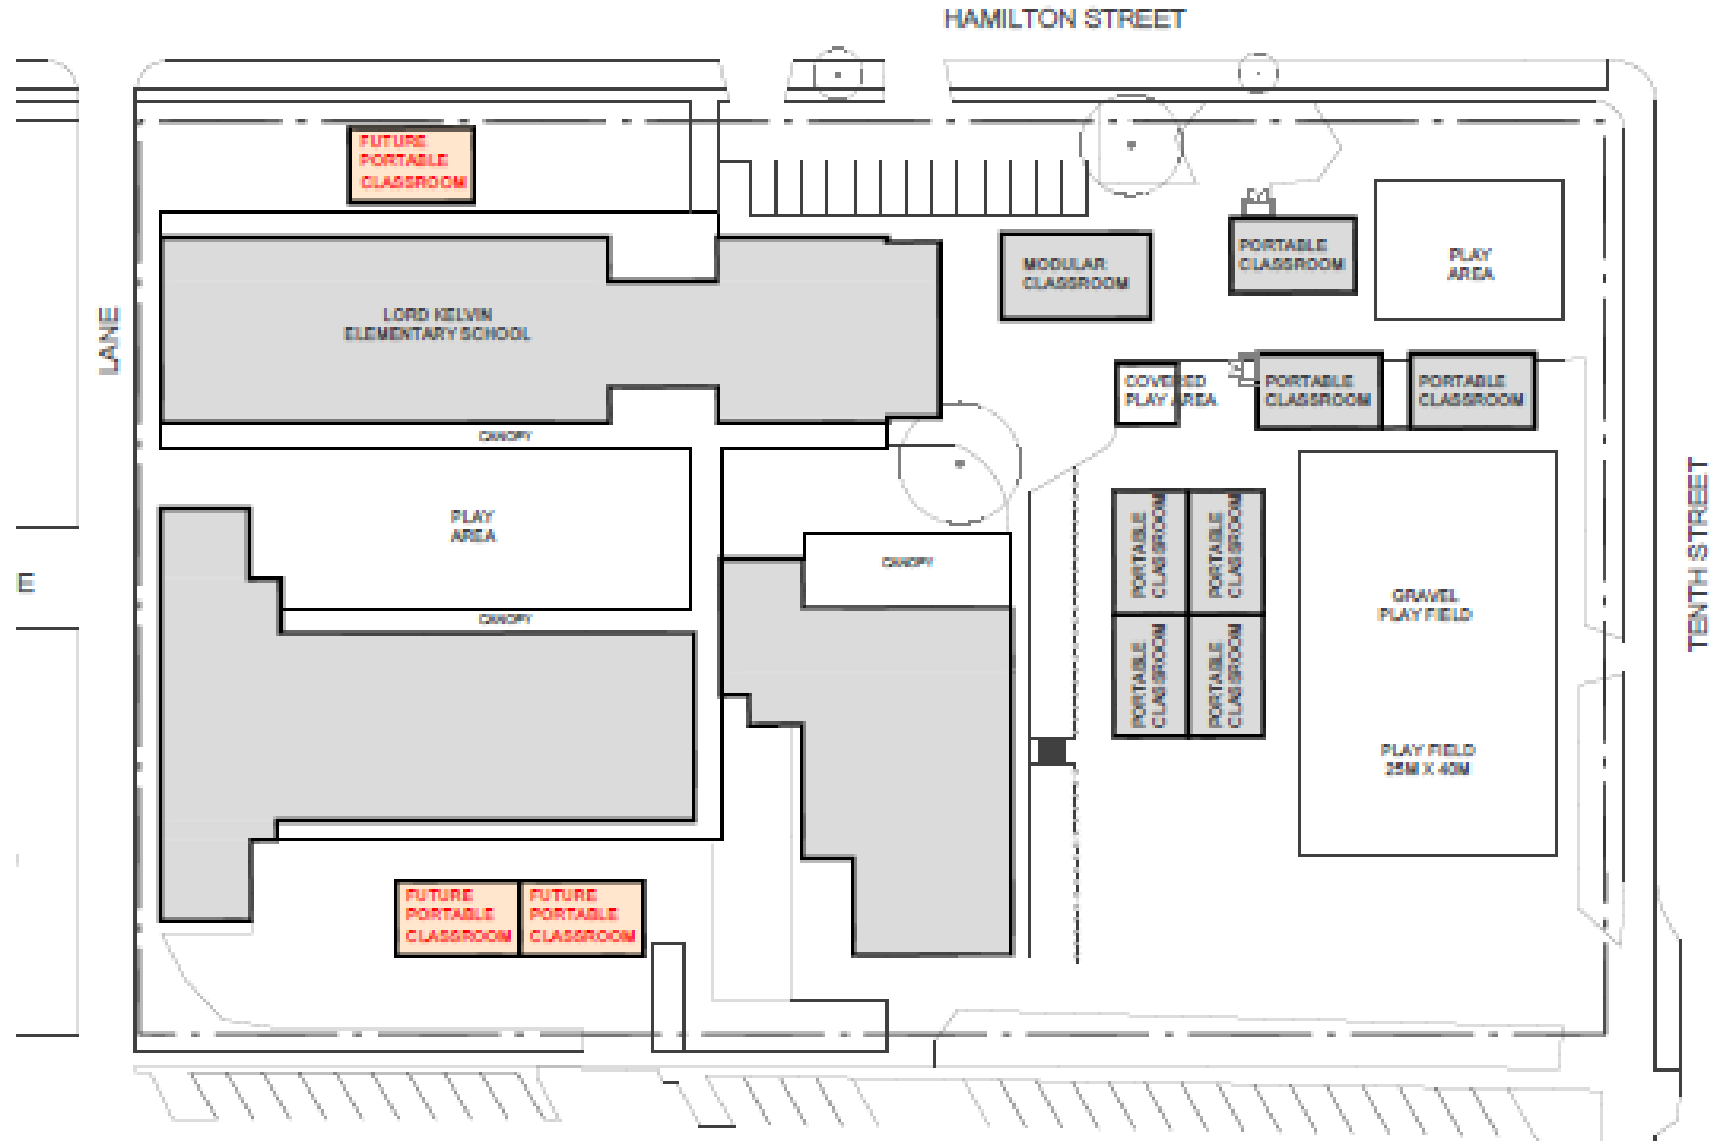 HAMILTON STREET
FUTURE
PORTABLE
CLASSROOM
PORTABLE
CLASSROOM
PLAY
AREA
MODULAR
CLASSROOM
LORD KELVIN
ELEMENTARY SCHOOL
LANE
COVERED
PLAY AREA
PORTABLE
CLASSROOM
PORTABLE
CLASSROOM
CANOPY
PLAY
AREA
CANOPY
PORTABLE
CLASSROOM
PORTABLE
CLASSROOM
TENTH STREET
E
GRAVEL
PLAY FIELD
CANOPY
PORTABLE
CLASSROOM
PORTABLE
CLASSROOM
PLAY FIELD
25M X 40M
FUTURE
PORTABLE
CLASSROOM
FUTURE
PORTABLE
CLASSROOM